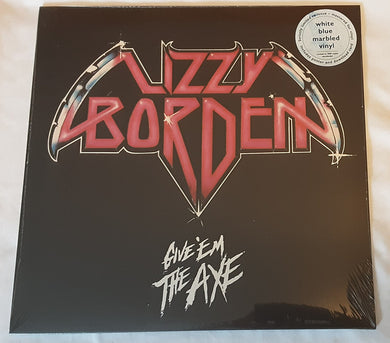 LIZZY
BORDEN
GIVE 'EM
THE AXE
white
blue
marbled
vinyl